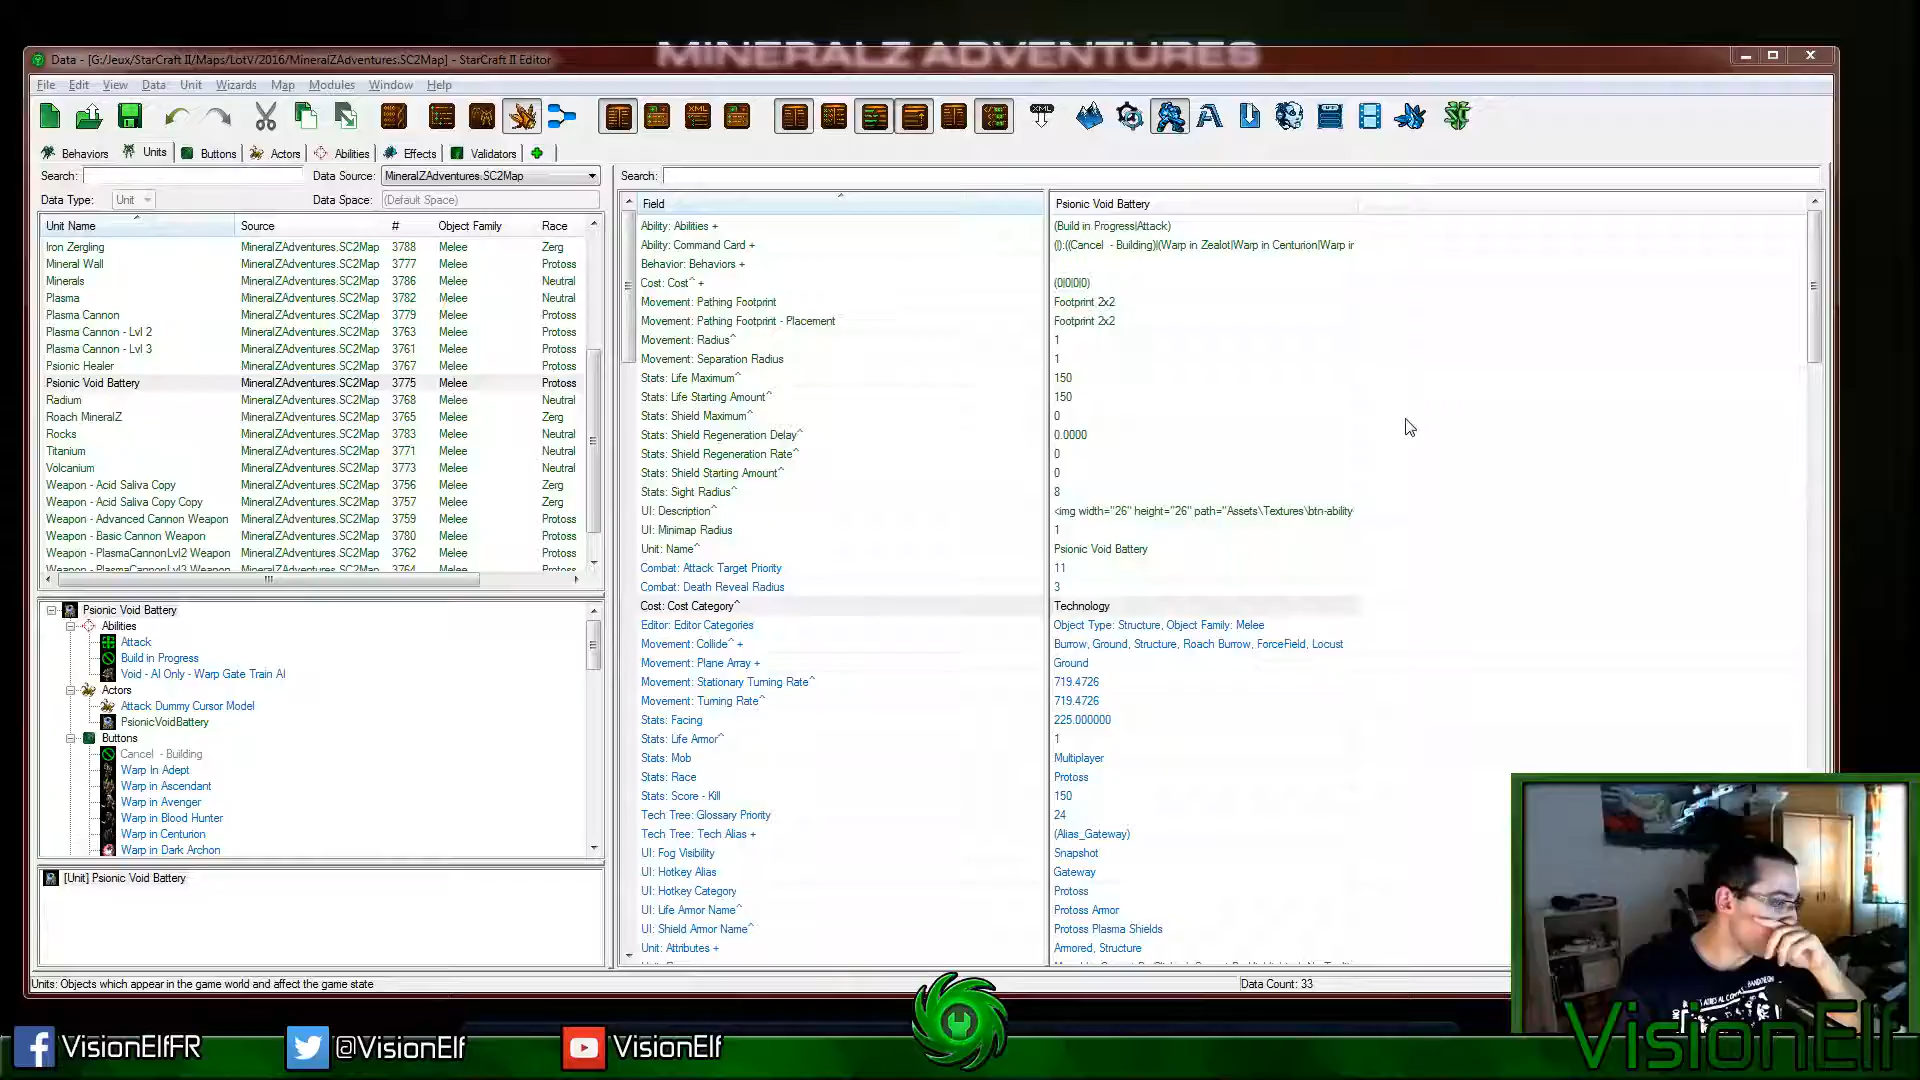 MINERALZ ADVENTURES
Data - [G:/Jeux/StarCraft II/Maps/LotV/2016/MineralZAdventures.SC2Map] - StarCraft II Editor
File Edit View Data Unit Wizards Map Modules Window Help
Behaviors Units Buttons Actors Abilities Effects Validators
Search: Data Source: MineralZAdventures.SC2Map Search:
Data Type: Unit Data Space: (Default Space)
Unit Name Source # Object Family Race
Iron Zergling MineralZAdventures.SC2Map 3788 Melee Zerg
Mineral Wall MineralZAdventures.SC2Map 3777 Melee Protoss
Minerals MineralZAdventures.SC2Map 3786 Melee Neutral
Plasma MineralZAdventures.SC2Map 3782 Melee Neutral
Plasma Cannon MineralZAdventures.SC2Map 3779 Melee Protoss
Plasma Cannon - Lvl 2 MineralZAdventures.SC2Map 3763 Melee Protoss
Plasma Cannon - Lvl 3 MineralZAdventures.SC2Map 3761 Melee Protoss
Psionic Healer MineralZAdventures.SC2Map 3767 Melee Protoss
Psionic Void Battery MineralZAdventures.SC2Map 3775 Melee Protoss
Radium MineralZAdventures.SC2Map 3768 Melee Neutral
Roach MineralZ MineralZAdventures.SC2Map 3765 Melee Zerg
Rocks MineralZAdventures.SC2Map 3783 Melee Neutral
Titanium MineralZAdventures.SC2Map 3771 Melee Neutral
Volcanium MineralZAdventures.SC2Map 3773 Melee Neutral
Weapon - Acid Saliva Copy MineralZAdventures.SC2Map 3756 Melee Zerg
Weapon - Acid Saliva Copy Copy MineralZAdventures.SC2Map 3757 Melee Zerg
Weapon - Advanced Cannon Weapon MineralZAdventures.SC2Map 3759 Melee Protoss
Weapon - Basic Cannon Weapon MineralZAdventures.SC2Map 3780 Melee Protoss
Weapon - PlasmaCannonLvl2 Weapon MineralZAdventures.SC2Map 3762 Melee Protoss
Weapon - PlasmaCannonLvl3 Weapon MineralZAdventures.SC2Map 3764 Melee Protoss
Psionic Void Battery
Abilities
Attack
Build in Progress
Void - AI Only - Warp Gate Train AI
Actors
Attack Dummy Cursor Model
PsionicVoidBattery
Buttons
Cancel - Building
Warp In Adept
Warp in Ascendant
Warp in Avenger
Warp in Blood Hunter
Warp in Centurion
Warp in Dark Archon
[Unit] Psionic Void Battery
Field Psionic Void Battery
Ability: Abilities + (Build in Progress|Attack)
Ability: Command Card + (|):((Cancel - Building)|(Warp in Zealot|Warp in Centurion|Warp ir
Behavior: Behaviors +
Cost: Cost^ + (0|0|0|0)
Movement: Pathing Footprint Footprint 2x2
Movement: Pathing Footprint - Placement Footprint 2x2
Movement: Radius^ 1
Movement: Separation Radius 1
Stats: Life Maximum^ 150
Stats: Life Starting Amount^ 150
Stats: Shield Maximum^ 0
Stats: Shield Regeneration Delay^ 0.0000
Stats: Shield Regeneration Rate^ 0
Stats: Shield Starting Amount^ 0
Stats: Sight Radius^ 8
UI: Description^ <img width="26" height="26" path="Assets\Textures\btn-ability
UI: Minimap Radius 1
Unit: Name^ Psionic Void Battery
Combat: Attack Target Priority 11
Combat: Death Reveal Radius 3
Cost: Cost Category^ Technology
Editor: Editor Categories Object Type: Structure, Object Family: Melee
Movement: Collide^ + Burrow, Ground, Structure, Roach Burrow, ForceField, Locust
Movement: Plane Array + Ground
Movement: Stationary Turning Rate^ 719.4726
Movement: Turning Rate^ 719.4726
Stats: Facing 225.000000
Stats: Life Armor^ 1
Stats: Mob Multiplayer
Stats: Race Protoss
Stats: Score - Kill 150
Tech Tree: Glossary Priority 24
Tech Tree: Tech Alias + (Alias_Gateway)
UI: Fog Visibility Snapshot
UI: Hotkey Alias Gateway
UI: Hotkey Category Protoss
UI: Life Armor Name^ Protoss Armor
UI: Shield Armor Name^ Protoss Plasma Shields
Unit: Attributes + Armored, Structure
Units: Objects which appear in the game world and affect the game state Data Count: 33
VisionElfFR @VisionElf VisionElf
VisionElf